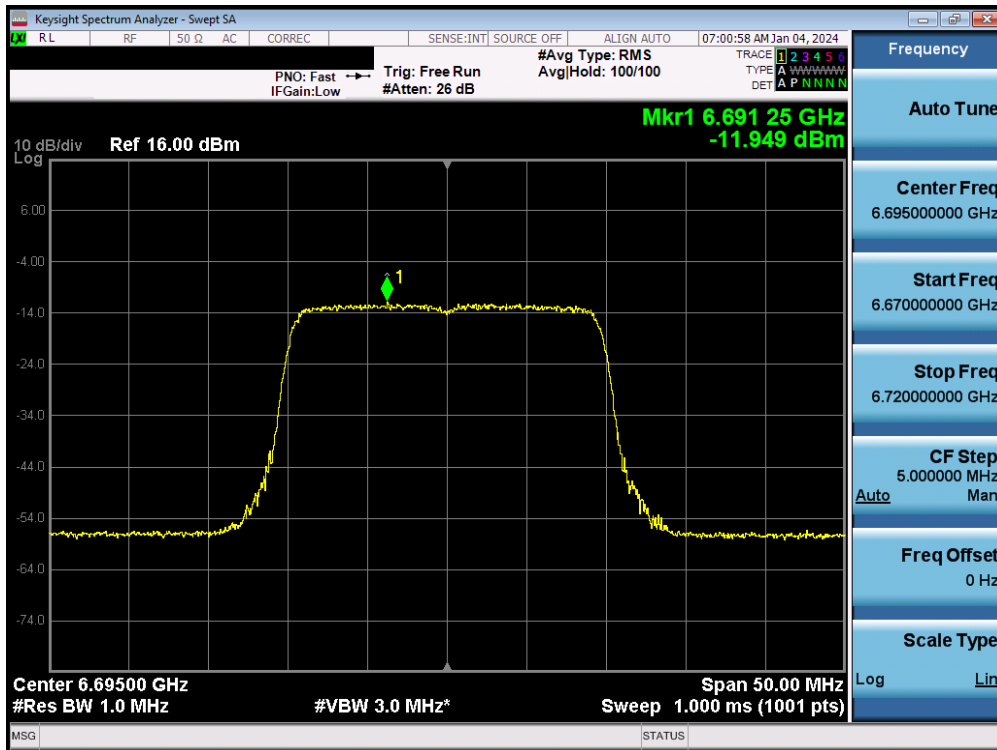 Keysight Spectrum Analyzer - Swept SA
LXI RL RF 50 Ω AC CORREC SENSE:INT SOURCE OFF ALIGN AUTO 07:00:58 AM Jan 04, 2024
PNO: Fast
IFGain:Low
Trig: Free Run
#Atten: 26 dB
#Avg Type: RMS
Avg|Hold: 100/100
TRACE 1 2 3 4 5 6
TYPE A WWWWW
DET A P N N N N
Mkr1 6.691 25 GHz
-11.949 dBm
10 dB/div Ref 16.00 dBm
Log
6.00
1
-4.00
-14.0
-24.0
-34.0
-44.0
-54.0
-64.0
-74.0
Center 6.69500 GHz Span 50.00 MHz
#Res BW 1.0 MHz #VBW 3.0 MHz* Sweep 1.000 ms (1001 pts)
MSG STATUS
Frequency
Auto Tune
Center Freq
6.695000000 GHz
Start Freq
6.670000000 GHz
Stop Freq
6.720000000 GHz
CF Step
5.000000 MHz
Auto Man
Freq Offset
0 Hz
Scale Type
Log Lin